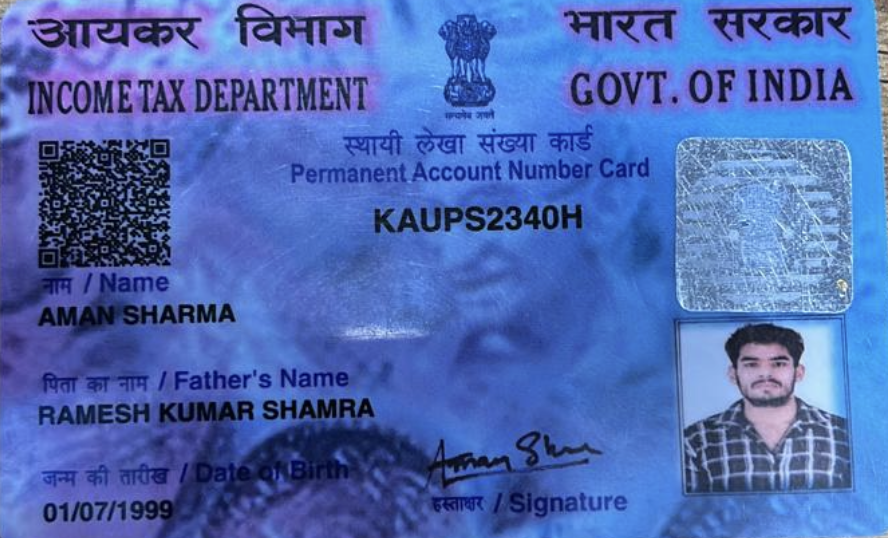 आयकर विभाग
INCOME TAX DEPARTMENT
भारत सरकार
GOVT. OF INDIA
सत्यमेव जयते
स्थायी लेखा संख्या कार्ड
Permanent Account Number Card
KAUPS2340H
नाम / Name
AMAN SHARMA
पिता का नाम / Father's Name
RAMESH KUMAR SHAMRA
जन्म की तारीख / Date of Birth
01/07/1999
Aman
हस्ताक्षर / Signature